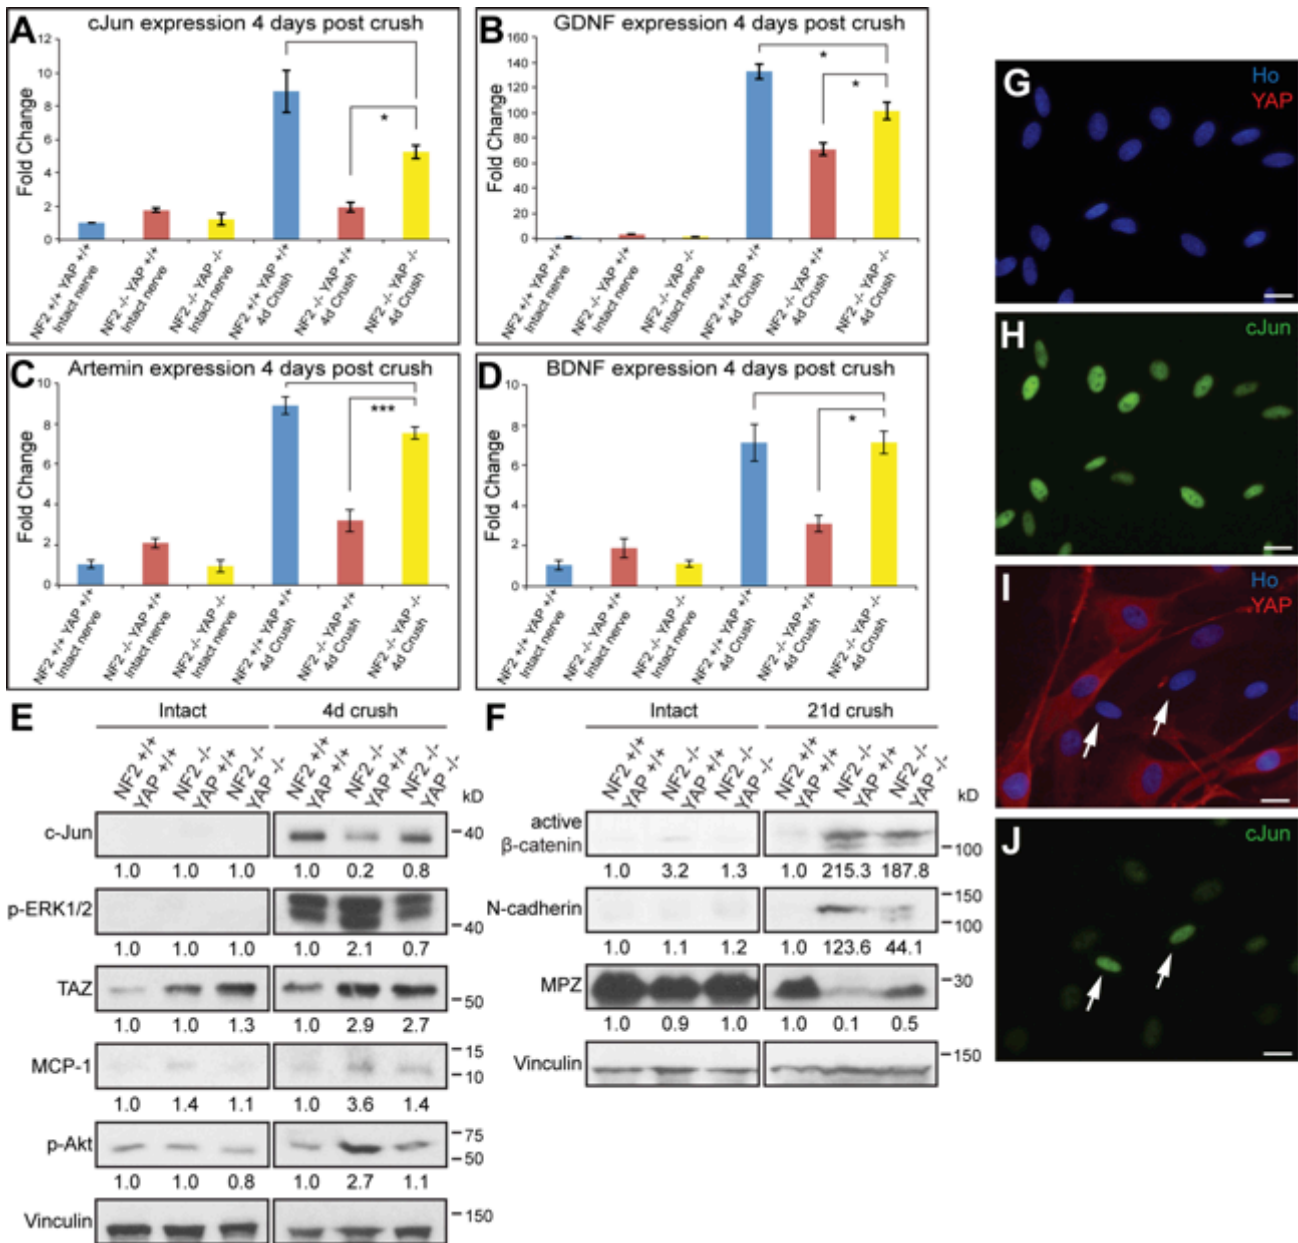 A
cJun expression 4 days post crush
Fold Change
12
10
8
6
4
2
0
*
NF2 +/+ YAP +/+
Intact nerve
NF2 -/- YAP +/+
Intact nerve
NF2 -/- YAP -/-
Intact nerve
NF2 +/+ YAP +/+
4d Crush
NF2 -/- YAP +/+
4d Crush
NF2 -/- YAP -/-
4d Crush
B
GDNF expression 4 days post crush
Fold Change
160
140
120
100
80
60
40
20
0
*
*
NF2 +/+ YAP +/+
Intact nerve
NF2 -/- YAP +/+
Intact nerve
NF2 -/- YAP -/-
Intact nerve
NF2 +/+ YAP +/+
4d Crush
NF2 -/- YAP +/+
4d Crush
NF2 -/- YAP -/-
4d Crush
C
Artemin expression 4 days post crush
Fold Change
10
8
6
4
2
0
***
NF2 +/+ YAP +/+
Intact nerve
NF2 -/- YAP +/+
Intact nerve
NF2 -/- YAP -/-
Intact nerve
NF2 +/+ YAP +/+
4d Crush
NF2 -/- YAP +/+
4d Crush
NF2 -/- YAP -/-
4d Crush
D
BDNF expression 4 days post crush
Fold Change
10
8
6
4
2
0
*
NF2 +/+ YAP +/+
Intact nerve
NF2 -/- YAP +/+
Intact nerve
NF2 -/- YAP -/-
Intact nerve
NF2 +/+ YAP +/+
4d Crush
NF2 -/- YAP +/+
4d Crush
NF2 -/- YAP -/-
4d Crush
E
Intact 4d crush
NF2 +/+
YAP +/+
NF2 -/-
YAP +/+
NF2 -/-
YAP -/-
NF2 +/+
YAP +/+
NF2 -/-
YAP +/+
NF2 -/-
YAP -/-
kD
c-Jun 40
1.0 1.0 1.0 1.0 0.2 0.8
p-ERK1/2 40
1.0 1.0 1.0 1.0 2.1 0.7
TAZ 50
1.0 1.0 1.3 1.0 2.9 2.7
MCP-1 15
10
1.0 1.4 1.1 1.0 3.6 1.4
p-Akt 75
50
1.0 1.0 0.8 1.0 2.7 1.1
Vinculin 150
F
Intact 21d crush
NF2 +/+
YAP +/+
NF2 -/-
YAP +/+
NF2 -/-
YAP -/-
NF2 +/+
YAP +/+
NF2 -/-
YAP +/+
NF2 -/-
YAP -/-
kD
active
β-catenin 100
1.0 3.2 1.3 1.0 215.3 187.8
N-cadherin 150
100
1.0 1.1 1.2 1.0 123.6 44.1
MPZ 30
1.0 0.9 1.0 1.0 0.1 0.5
Vinculin 150
G
Ho
YAP
H
cJun
I
Ho
YAP
J
cJun